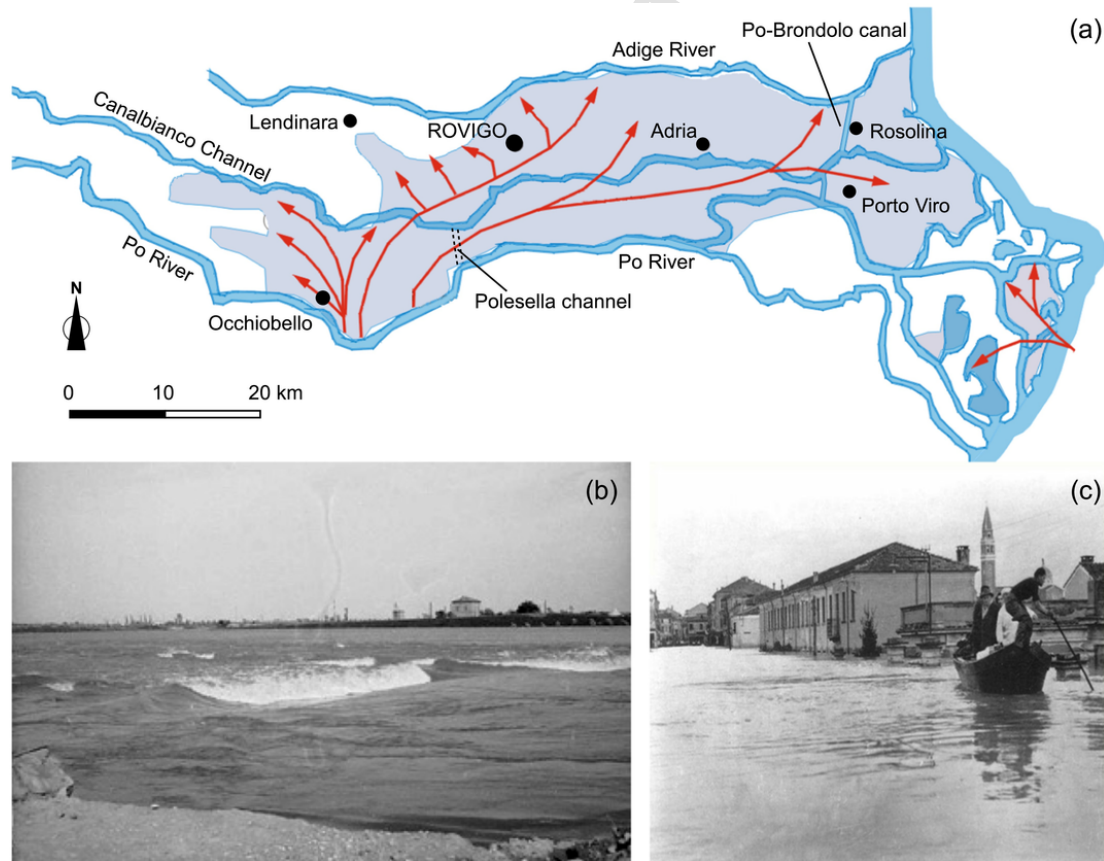 (a)
Po-Brondolo canal
Adige River
Canalbianco Channel
Lendinara
ROVIGO
Adria
Rosolina
Porto Viro
Po River
Po River
Polesella channel
Occhiobello
N
0 10 20 km
(b)
(c)